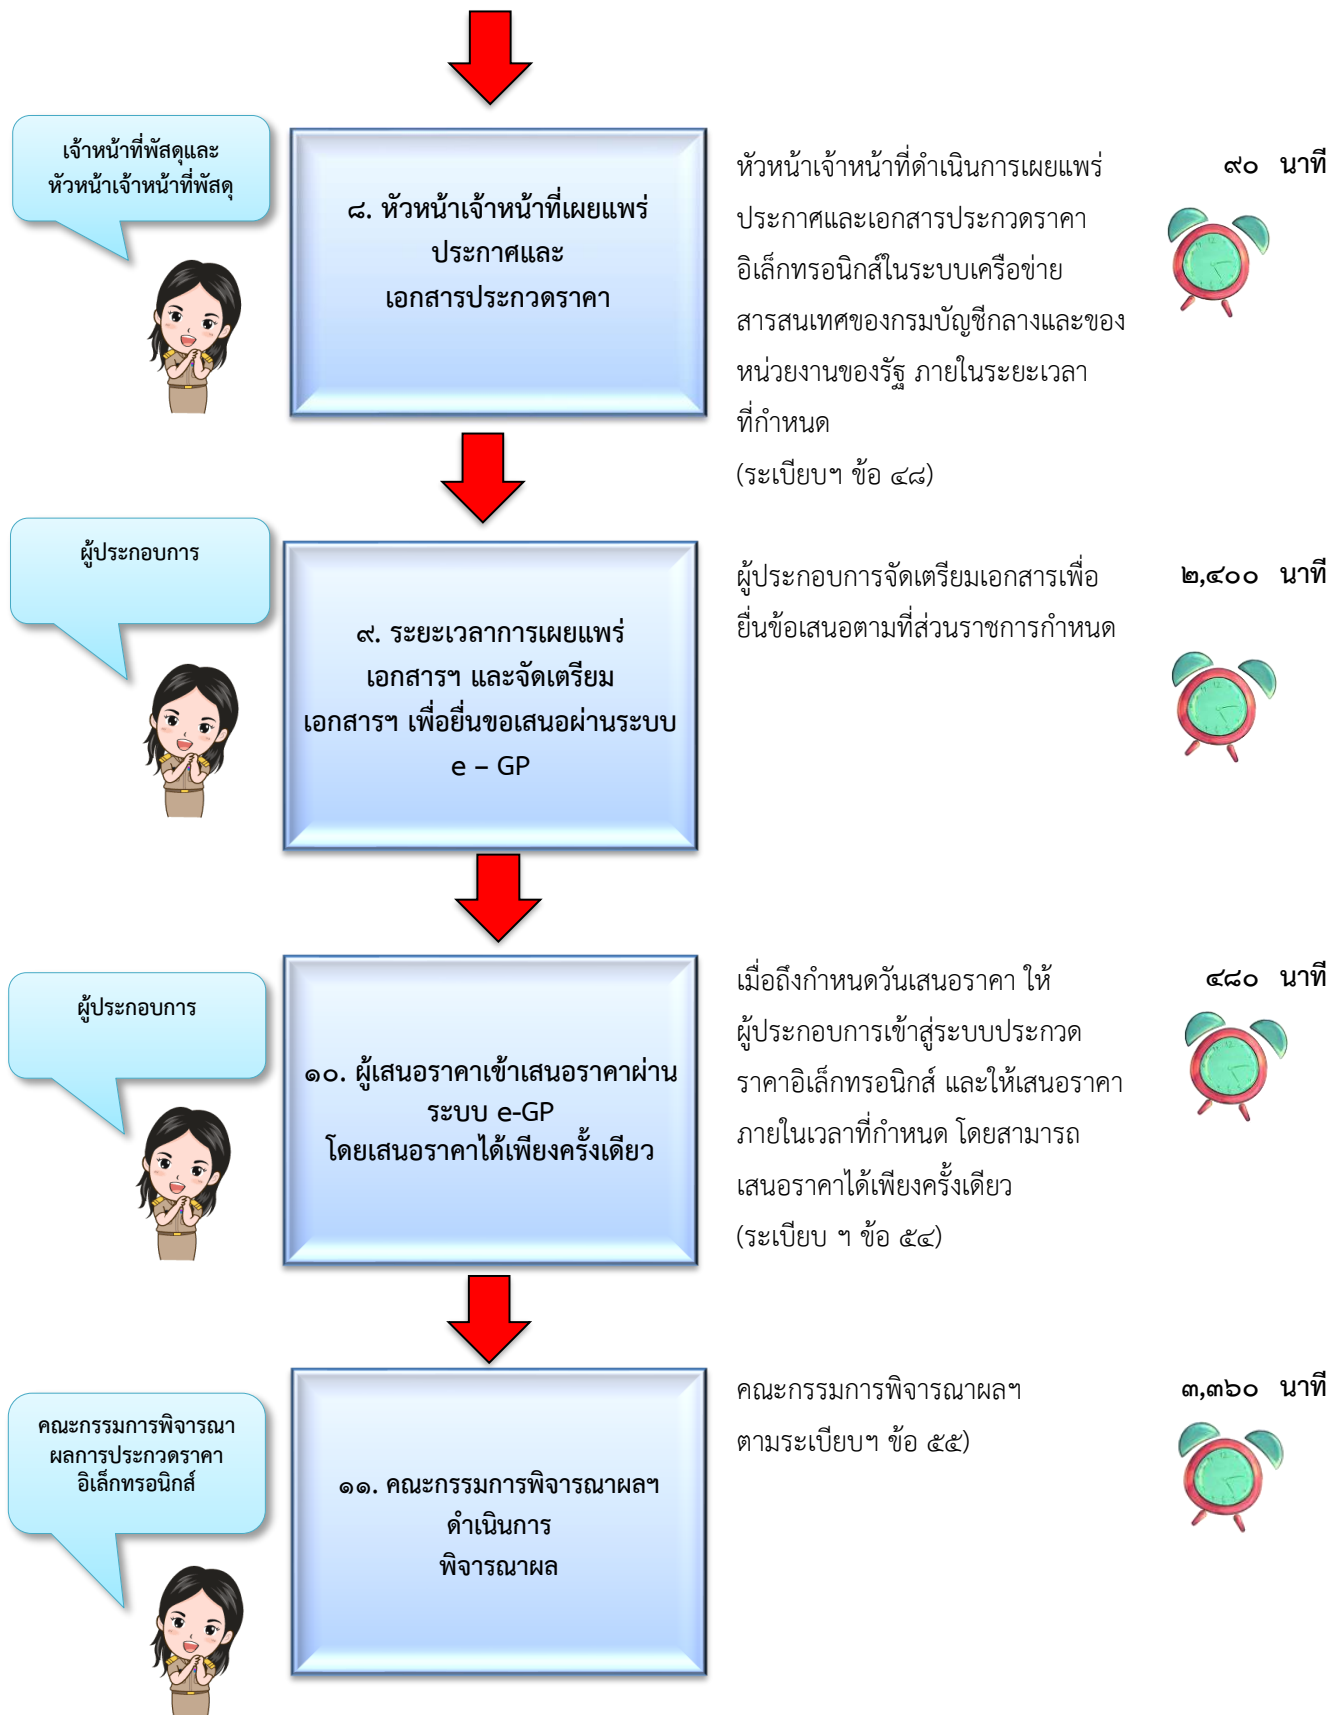 เจ้าหน้าที่พัสดุและ
หัวหน้าเจ้าหน้าที่พัสดุ
๘. หัวหน้าเจ้าหน้าที่เผยแพร่
ประกาศและ
เอกสารประกวดราคา
หัวหน้าเจ้าหน้าที่ดำเนินการเผยแพร่
ประกาศและเอกสารประกวดราคา
อิเล็กทรอนิกส์ในระบบเครือข่าย
สารสนเทศของกรมบัญชีกลางและของ
หน่วยงานของรัฐ ภายในระยะเวลา
ที่กำหนด
(ระเบียบฯ ข้อ ๔๘)
๙๐ นาที
ผู้ประกอบการ
๙. ระยะเวลาการเผยแพร่
เอกสารฯ และจัดเตรียม
เอกสารฯ เพื่อยื่นขอเสนอผ่านระบบ
e – GP
ผู้ประกอบการจัดเตรียมเอกสารเพื่อ
ยื่นข้อเสนอตามที่ส่วนราชการกำหนด
๒,๔๐๐ นาที
ผู้ประกอบการ
๑๐. ผู้เสนอราคาเข้าเสนอราคาผ่าน
ระบบ e-GP
โดยเสนอราคาได้เพียงครั้งเดียว
เมื่อถึงกำหนดวันเสนอราคา ให้
ผู้ประกอบการเข้าสู่ระบบประกวด
ราคาอิเล็กทรอนิกส์ และให้เสนอราคา
ภายในเวลาที่กำหนด โดยสามารถ
เสนอราคาได้เพียงครั้งเดียว
(ระเบียบ ฯ ข้อ ๕๔)
๔๘๐ นาที
คณะกรรมการพิจารณา
ผลการประกวดราคา
อิเล็กทรอนิกส์
๑๑. คณะกรรมการพิจารณาผลฯ
ดำเนินการ
พิจารณาผล
คณะกรรมการพิจารณาผลฯ
ตามระเบียบฯ ข้อ ๕๕)
๓,๓๖๐ นาที